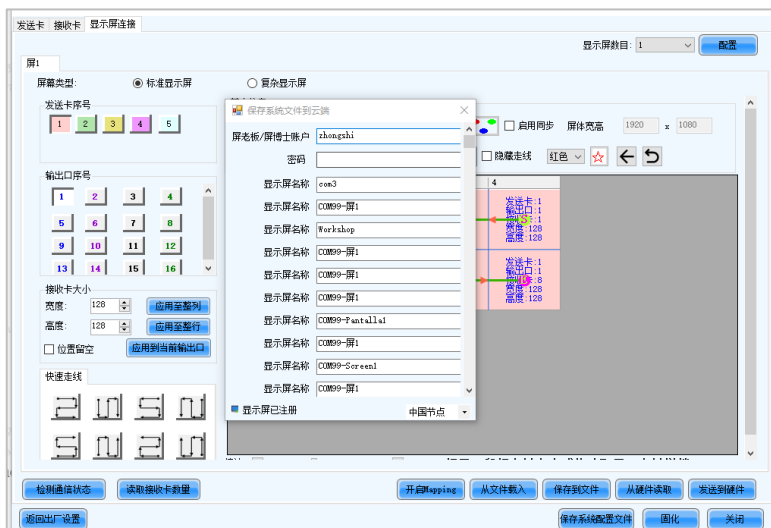 发送卡 接收卡 显示屏连接
显示屏数目: 1 配置
屏1
屏幕类型: 标准显示屏 复杂显示屏
发送卡序号
1 2 3 4 5
输出口序号
1 2 3 4
5 6 7 8
9 10 11 12
13 14 15 16
接收卡大小
宽度: 128 应用至整列
高度: 128 应用至整行
位置留空 应用到当前输出口
快速走线
保存系统文件到云端
屏老板/屏博士账户 zhongshi
密码
显示屏名称 com3
显示屏名称 COM99-屏1
显示屏名称 Workshop
显示屏名称 COM99-屏1
显示屏名称 COM99-屏1
显示屏名称 COM99-屏1
显示屏名称 COM99-Pantalla1
显示屏名称 COM99-屏1
显示屏名称 COM99-Screen1
显示屏名称 COM99-屏1
显示屏已注册 中国节点
启用同步 屏体宽高 1920 x 1080
隐藏走线 红色
4
发送卡:1
输出口:1
S
宽度:128
高度:128
发送卡:1
输出口:1
:8
宽度:128
高度:128
检测通信状态 读取接收卡数量 开启Mapping 从文件载入 保存到文件 从硬件读取 发送到硬件
返回出厂设置 保存系统配置文件 固化 关闭